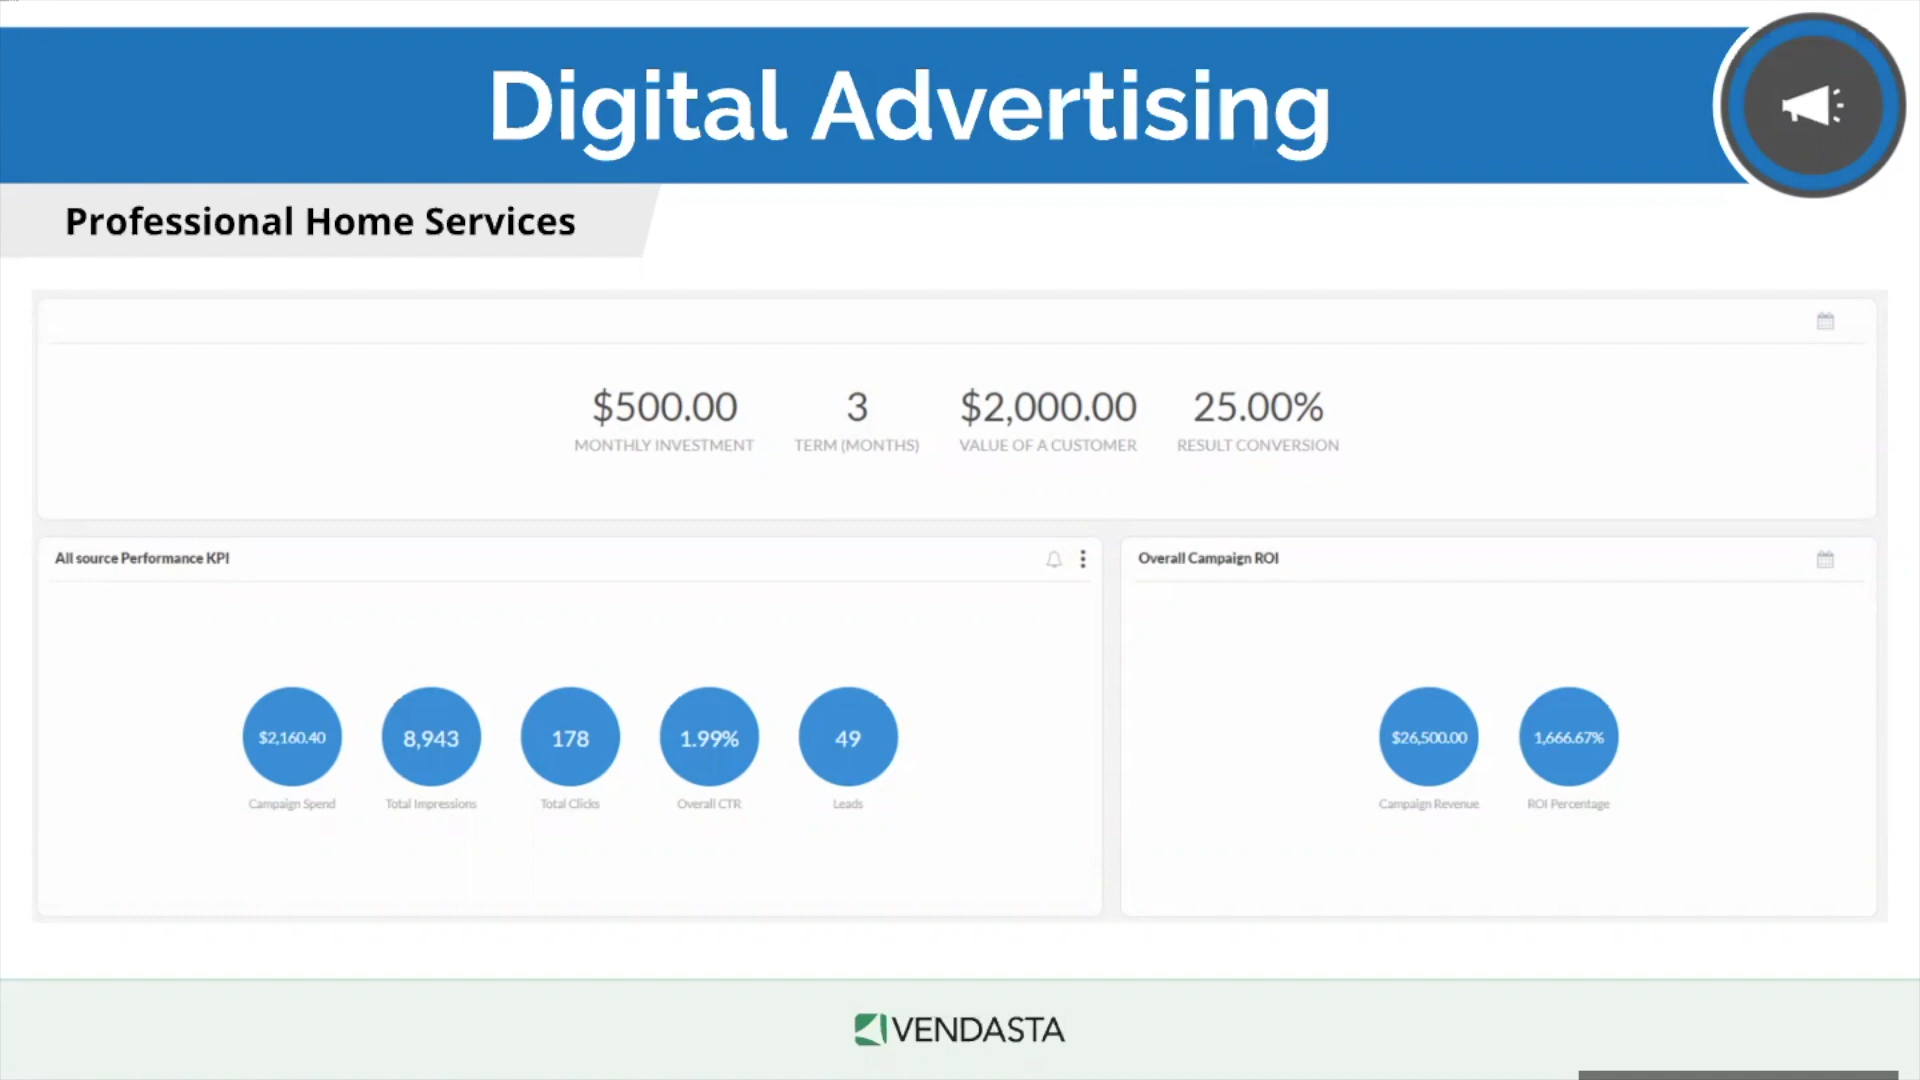 Digital Advertising
Professional Home Services
$500.00 3 $2,000.00 25.00%
MONTHLY INVESTMENT TERM (MONTHS) VALUE OF A CUSTOMER RESULT CONVERSION
All source Performance KPI
$2,160.40 8,943 178 1.99% 49
Campaign Spend Total Impressions Total Clicks Overall CTR Leads
Overall Campaign ROI
$26,500.00 1,666.67%
Campaign Revenue ROI Percentage
VENDASTA